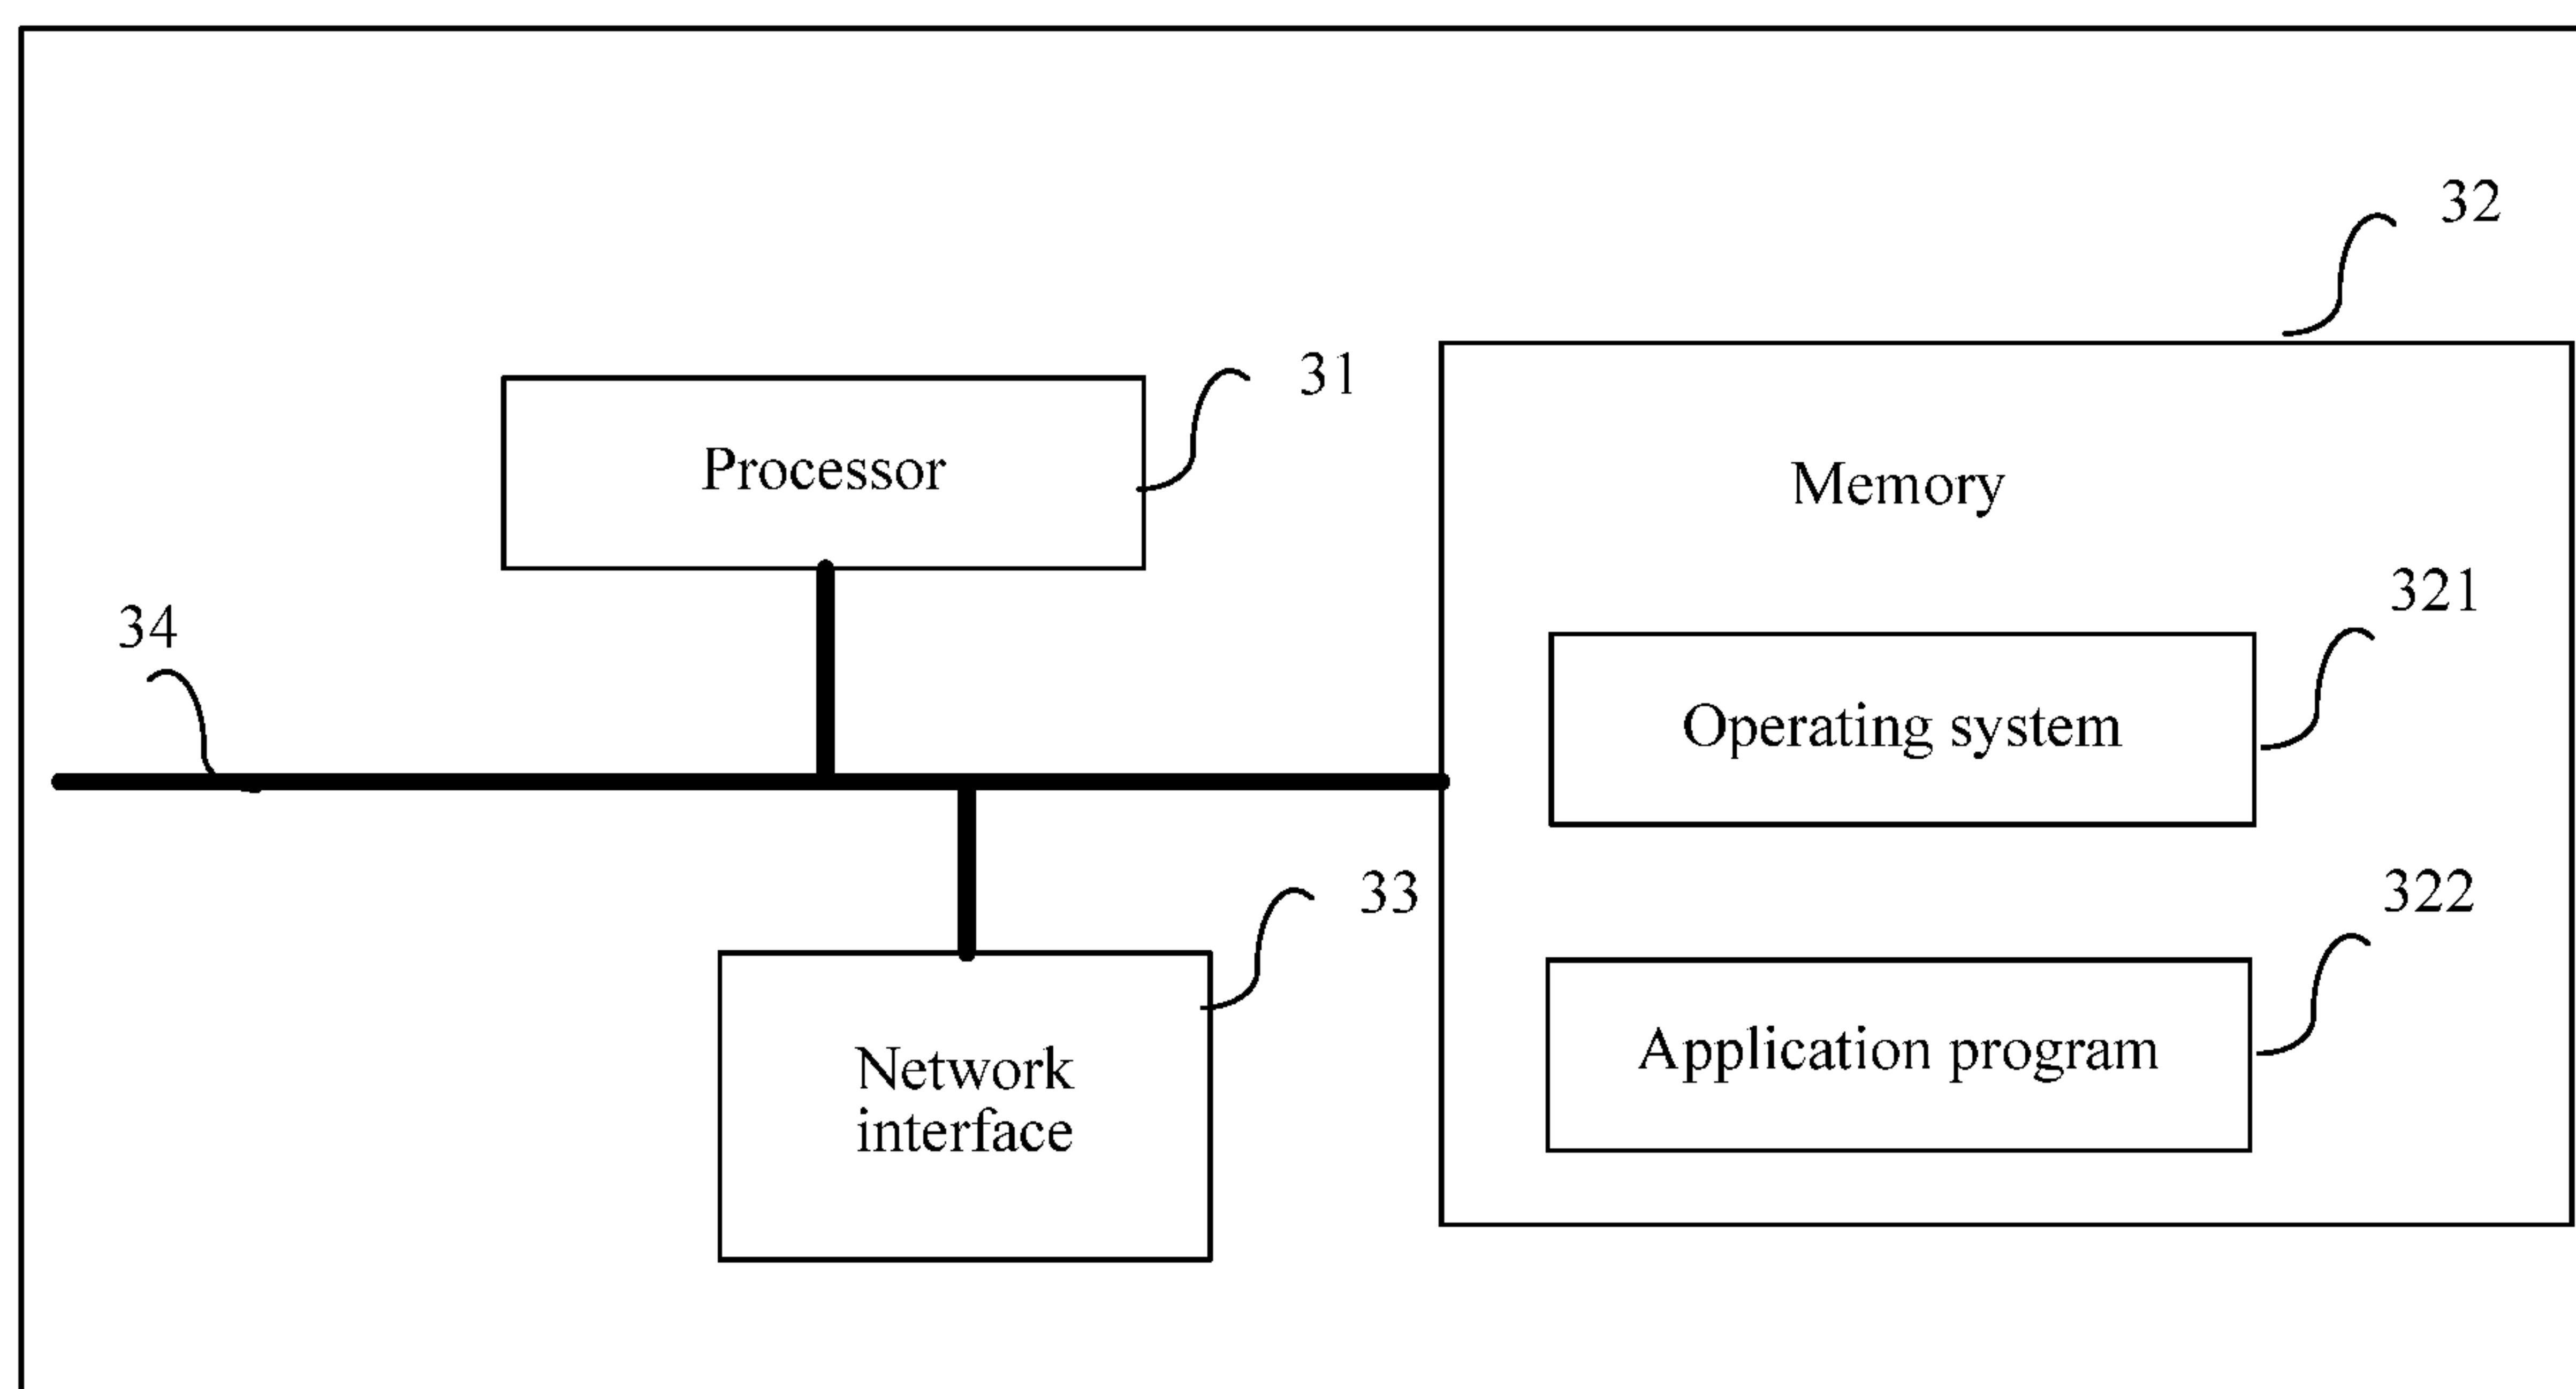 32
31
Processor
Memory
321
34
Operating system
33
322
Network
interface
Application program